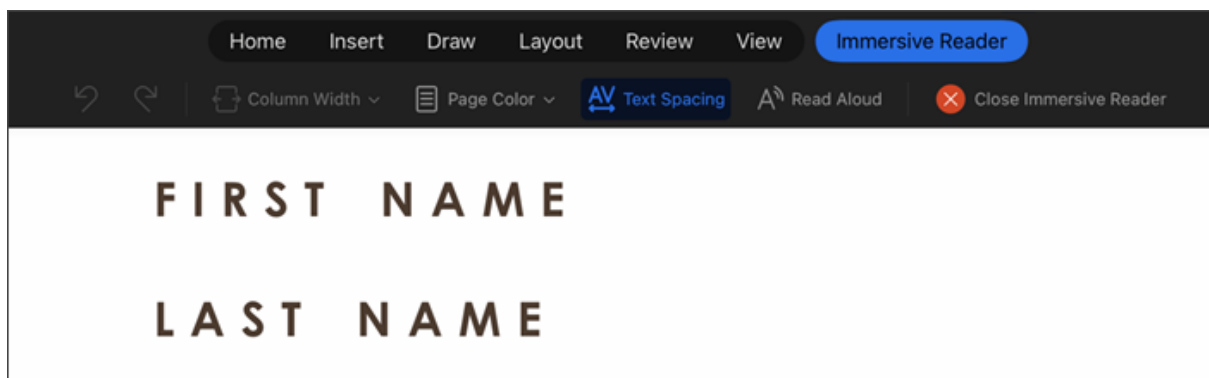 Home Insert Draw Layout Review View Immersive Reader
Column Width Page Color AV Text Spacing A Read Aloud Close Immersive Reader
FIRST NAME
LAST NAME